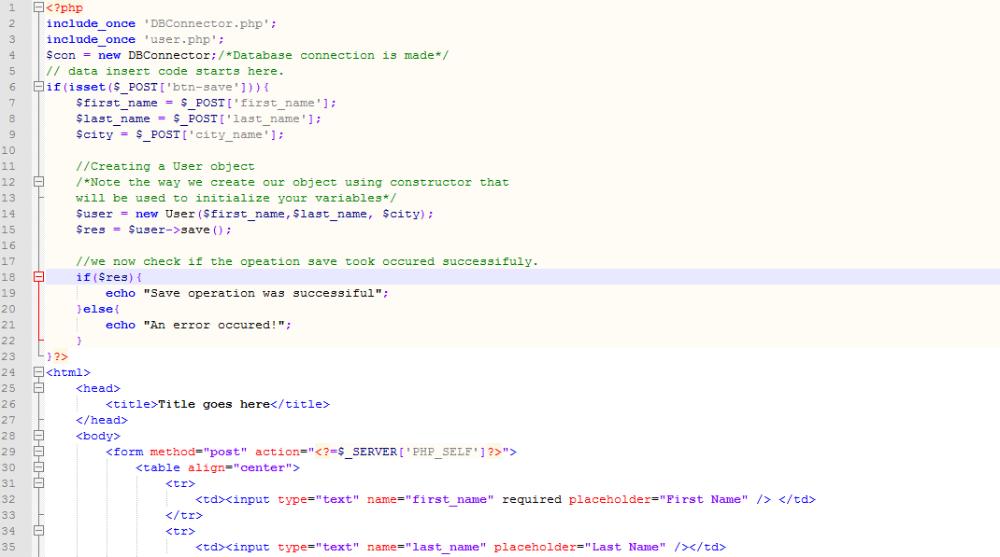 1 <?php
2 include_once 'DBConnector.php';
3 include_once 'user.php';
4 $con = new DBConnector;/*Database connection is made*/
5 // data insert code starts here.
6 if(isset($_POST['btn-save'])){
7     $first_name = $_POST['first_name'];
8     $last_name = $_POST['last_name'];
9     $city = $_POST['city_name'];
10
11     //Creating a User object
12     /*Note the way we create our object using constructor that
13     will be used to initialize your variables*/
14     $user = new User($first_name,$last_name, $city);
15     $res = $user->save();
16
17     //we now check if the opeation save took occured successifuly.
18     if($res){
19         echo "Save operation was successiful";
20     }else{
21         echo "An error occured!";
22     }
23 }?>
24 <html>
25     <head>
26         <title>Title goes here</title>
27     </head>
28     <body>
29         <form method="post" action="<?=$_SERVER['PHP_SELF']?>">
30             <table align="center">
31                 <tr>
32                     <td><input type="text" name="first_name" required placeholder="First Name" /> </td>
33                 </tr>
34                 <tr>
35                     <td><input type="text" name="last_name" placeholder="Last Name" /></td>